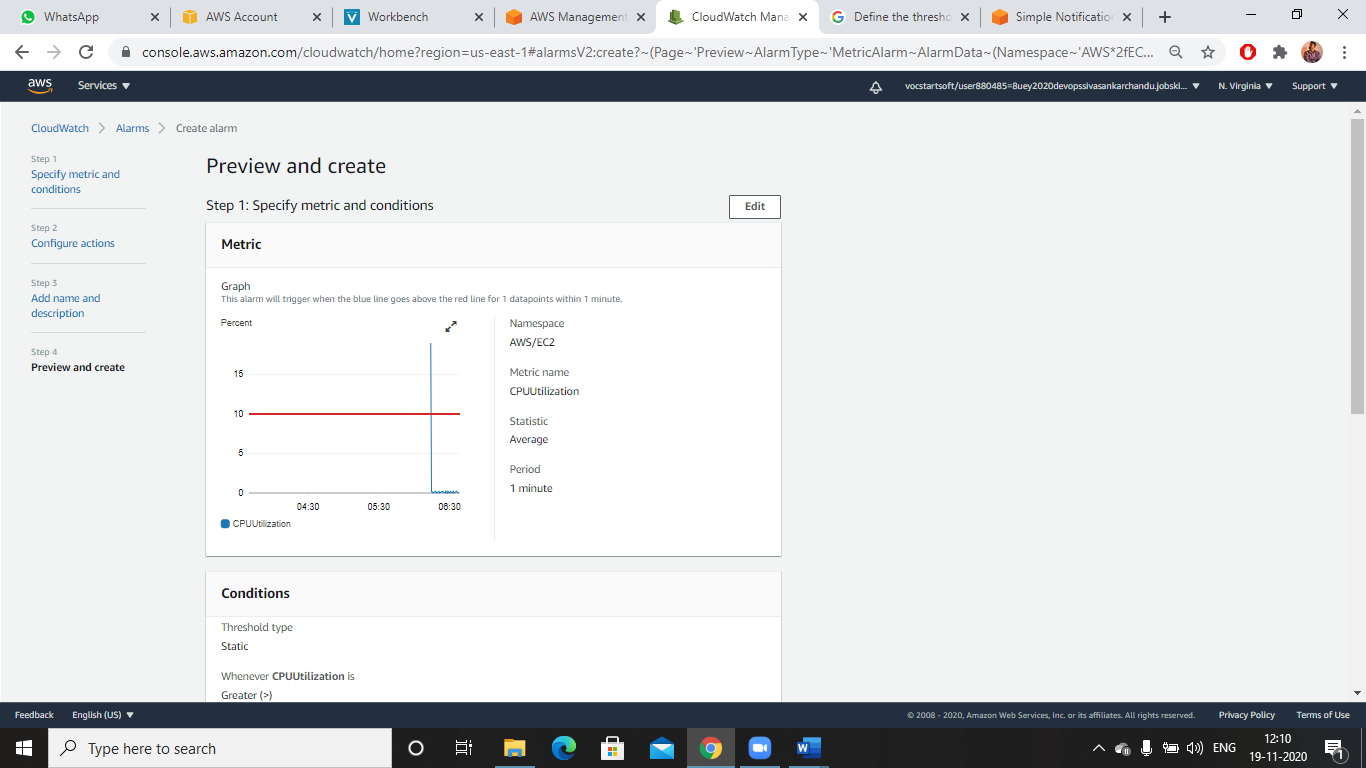 WhatsApp
AWS Account
Workbench
AWS Management
CloudWatch Mana
Define the thresho
Simple Notification
console.aws.amazon.com/cloudwatch/home?region=us-east-1#alarmsV2:create?~(Page~'Preview~AlarmType~'MetricAlarm~AlarmData~(Namespace~'AWS*2fEC...
aws
Services
vocstartsoft/user880485=8uey2020devopssivasankarchandu.jobski...
N. Virginia
Support
CloudWatch
Alarms
Create alarm
Step 1
Specify metric and
conditions
Step 2
Configure actions
Step 3
Add name and
description
Step 4
Preview and create
Preview and create
Step 1: Specify metric and conditions
Edit
Metric
Graph
This alarm will trigger when the blue line goes above the red line for 1 datapoints within 1 minute.
Percent
15
10
5
0
04:30
05:30
06:30
CPUUtilization
Namespace
AWS/EC2
Metric name
CPUUtilization
Statistic
Average
Period
1 minute
Conditions
Threshold type
Static
Whenever CPUUtilization is
Greater (>)
Feedback
English (US)
© 2008 - 2020, Amazon Web Services, Inc. or its affiliates. All rights reserved.
Privacy Policy
Terms of Use
Type here to search
ENG
12:10
19-11-2020
1